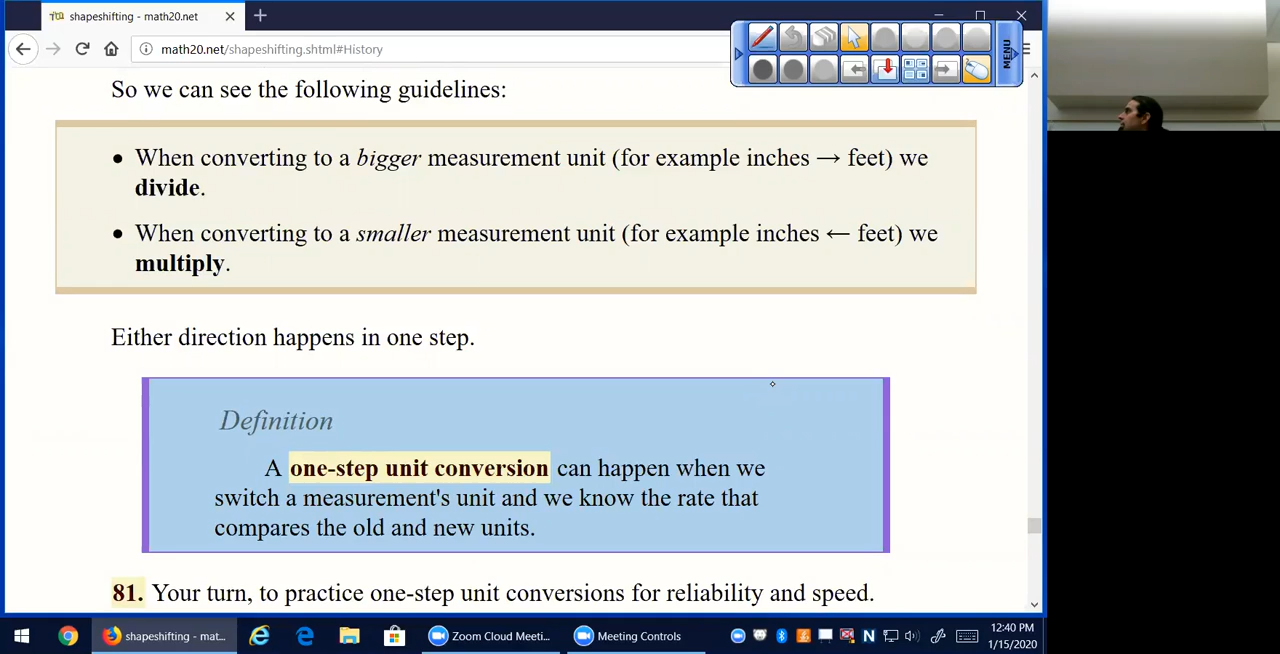 shapeshifting - math20.net
math20.net/shapeshifting.shtml#History
MENU
So we can see the following guidelines:
• When converting to a bigger measurement unit (for example inches → feet) we
divide.
• When converting to a smaller measurement unit (for example inches ← feet) we
multiply.
Either direction happens in one step.
Definition
A one-step unit conversion can happen when we
switch a measurement's unit and we know the rate that
compares the old and new units.
81. Your turn, to practice one-step unit conversions for reliability and speed.
shapeshifting - mat...
Zoom Cloud Meeti...
Meeting Controls
12:40 PM
1/15/2020